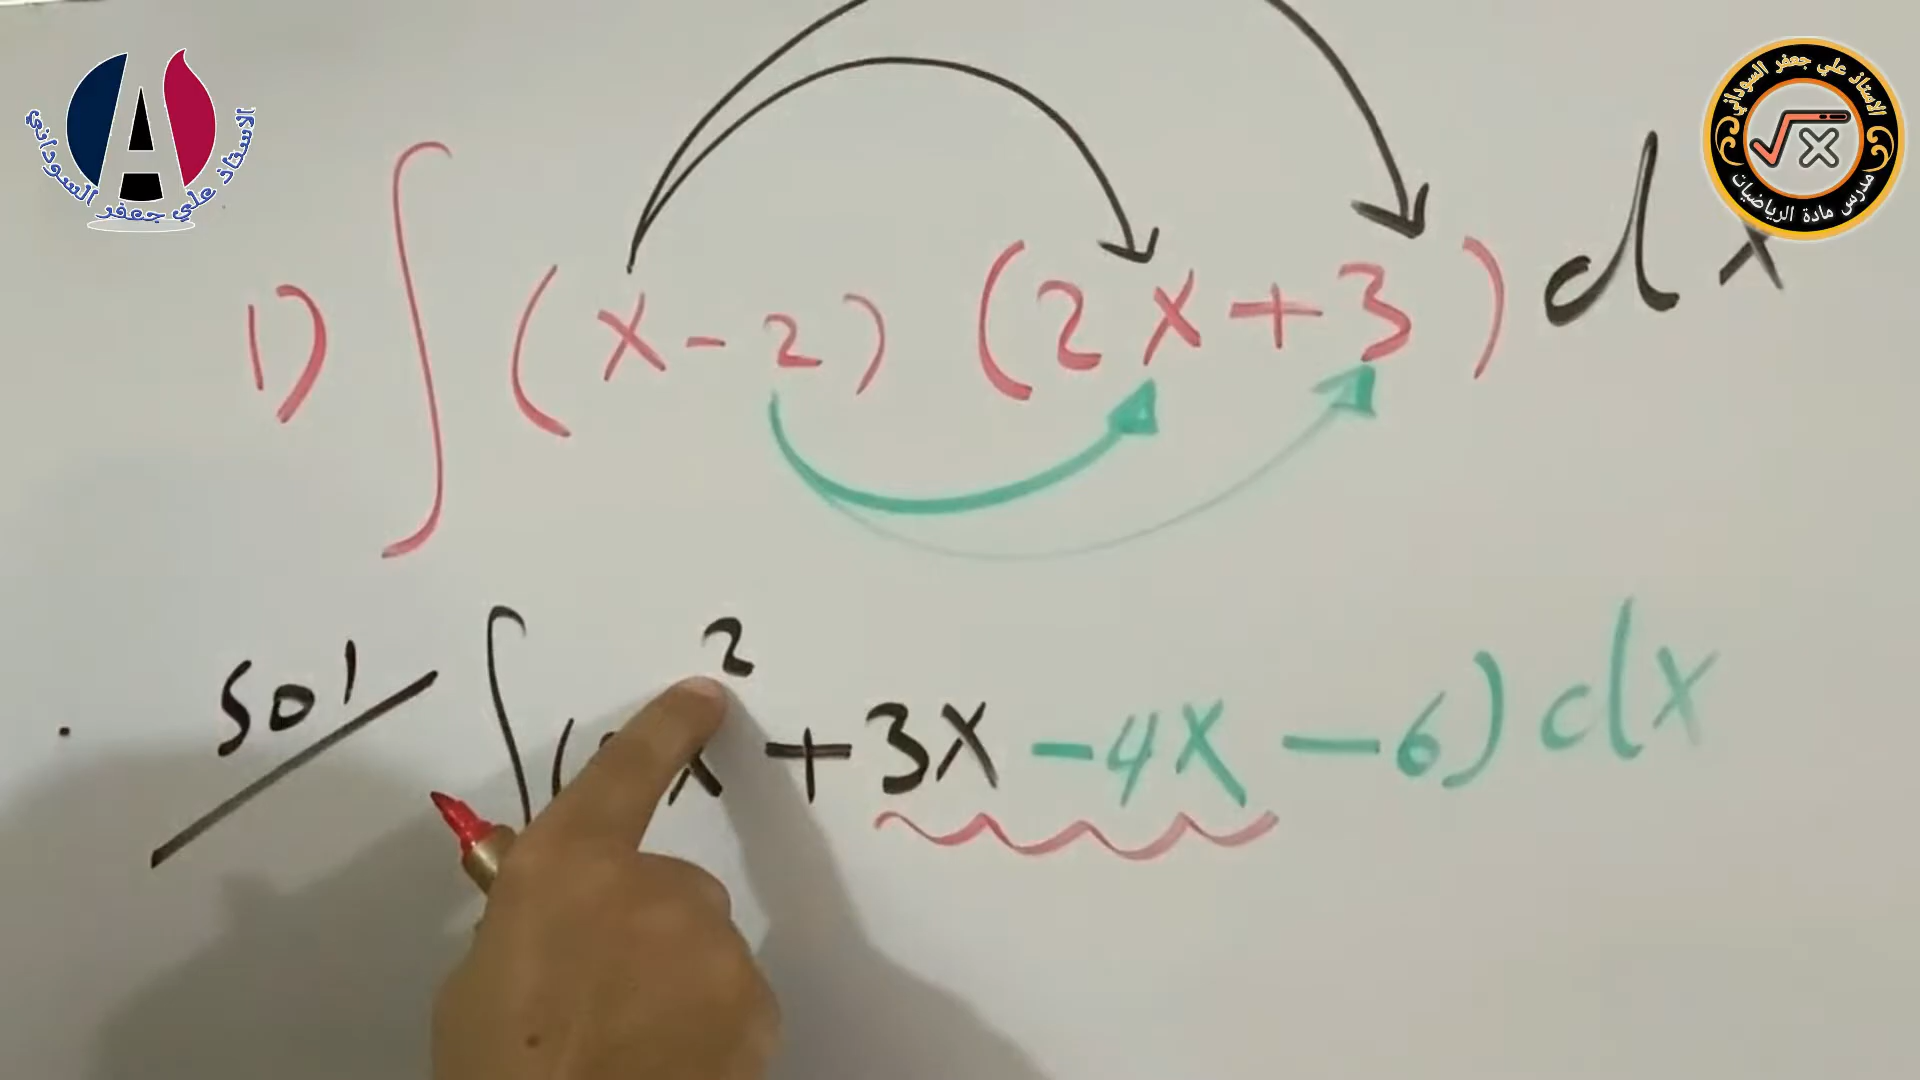 الاستاذ علي جعفر السوداني
الاستاذ علي جعفر السوداني
√x
مدرس مادة الرياضيات
1) ∫ (x - 2) (2x + 3) dx
sol ∫ ( x² + 3x - 4x - 6) dx